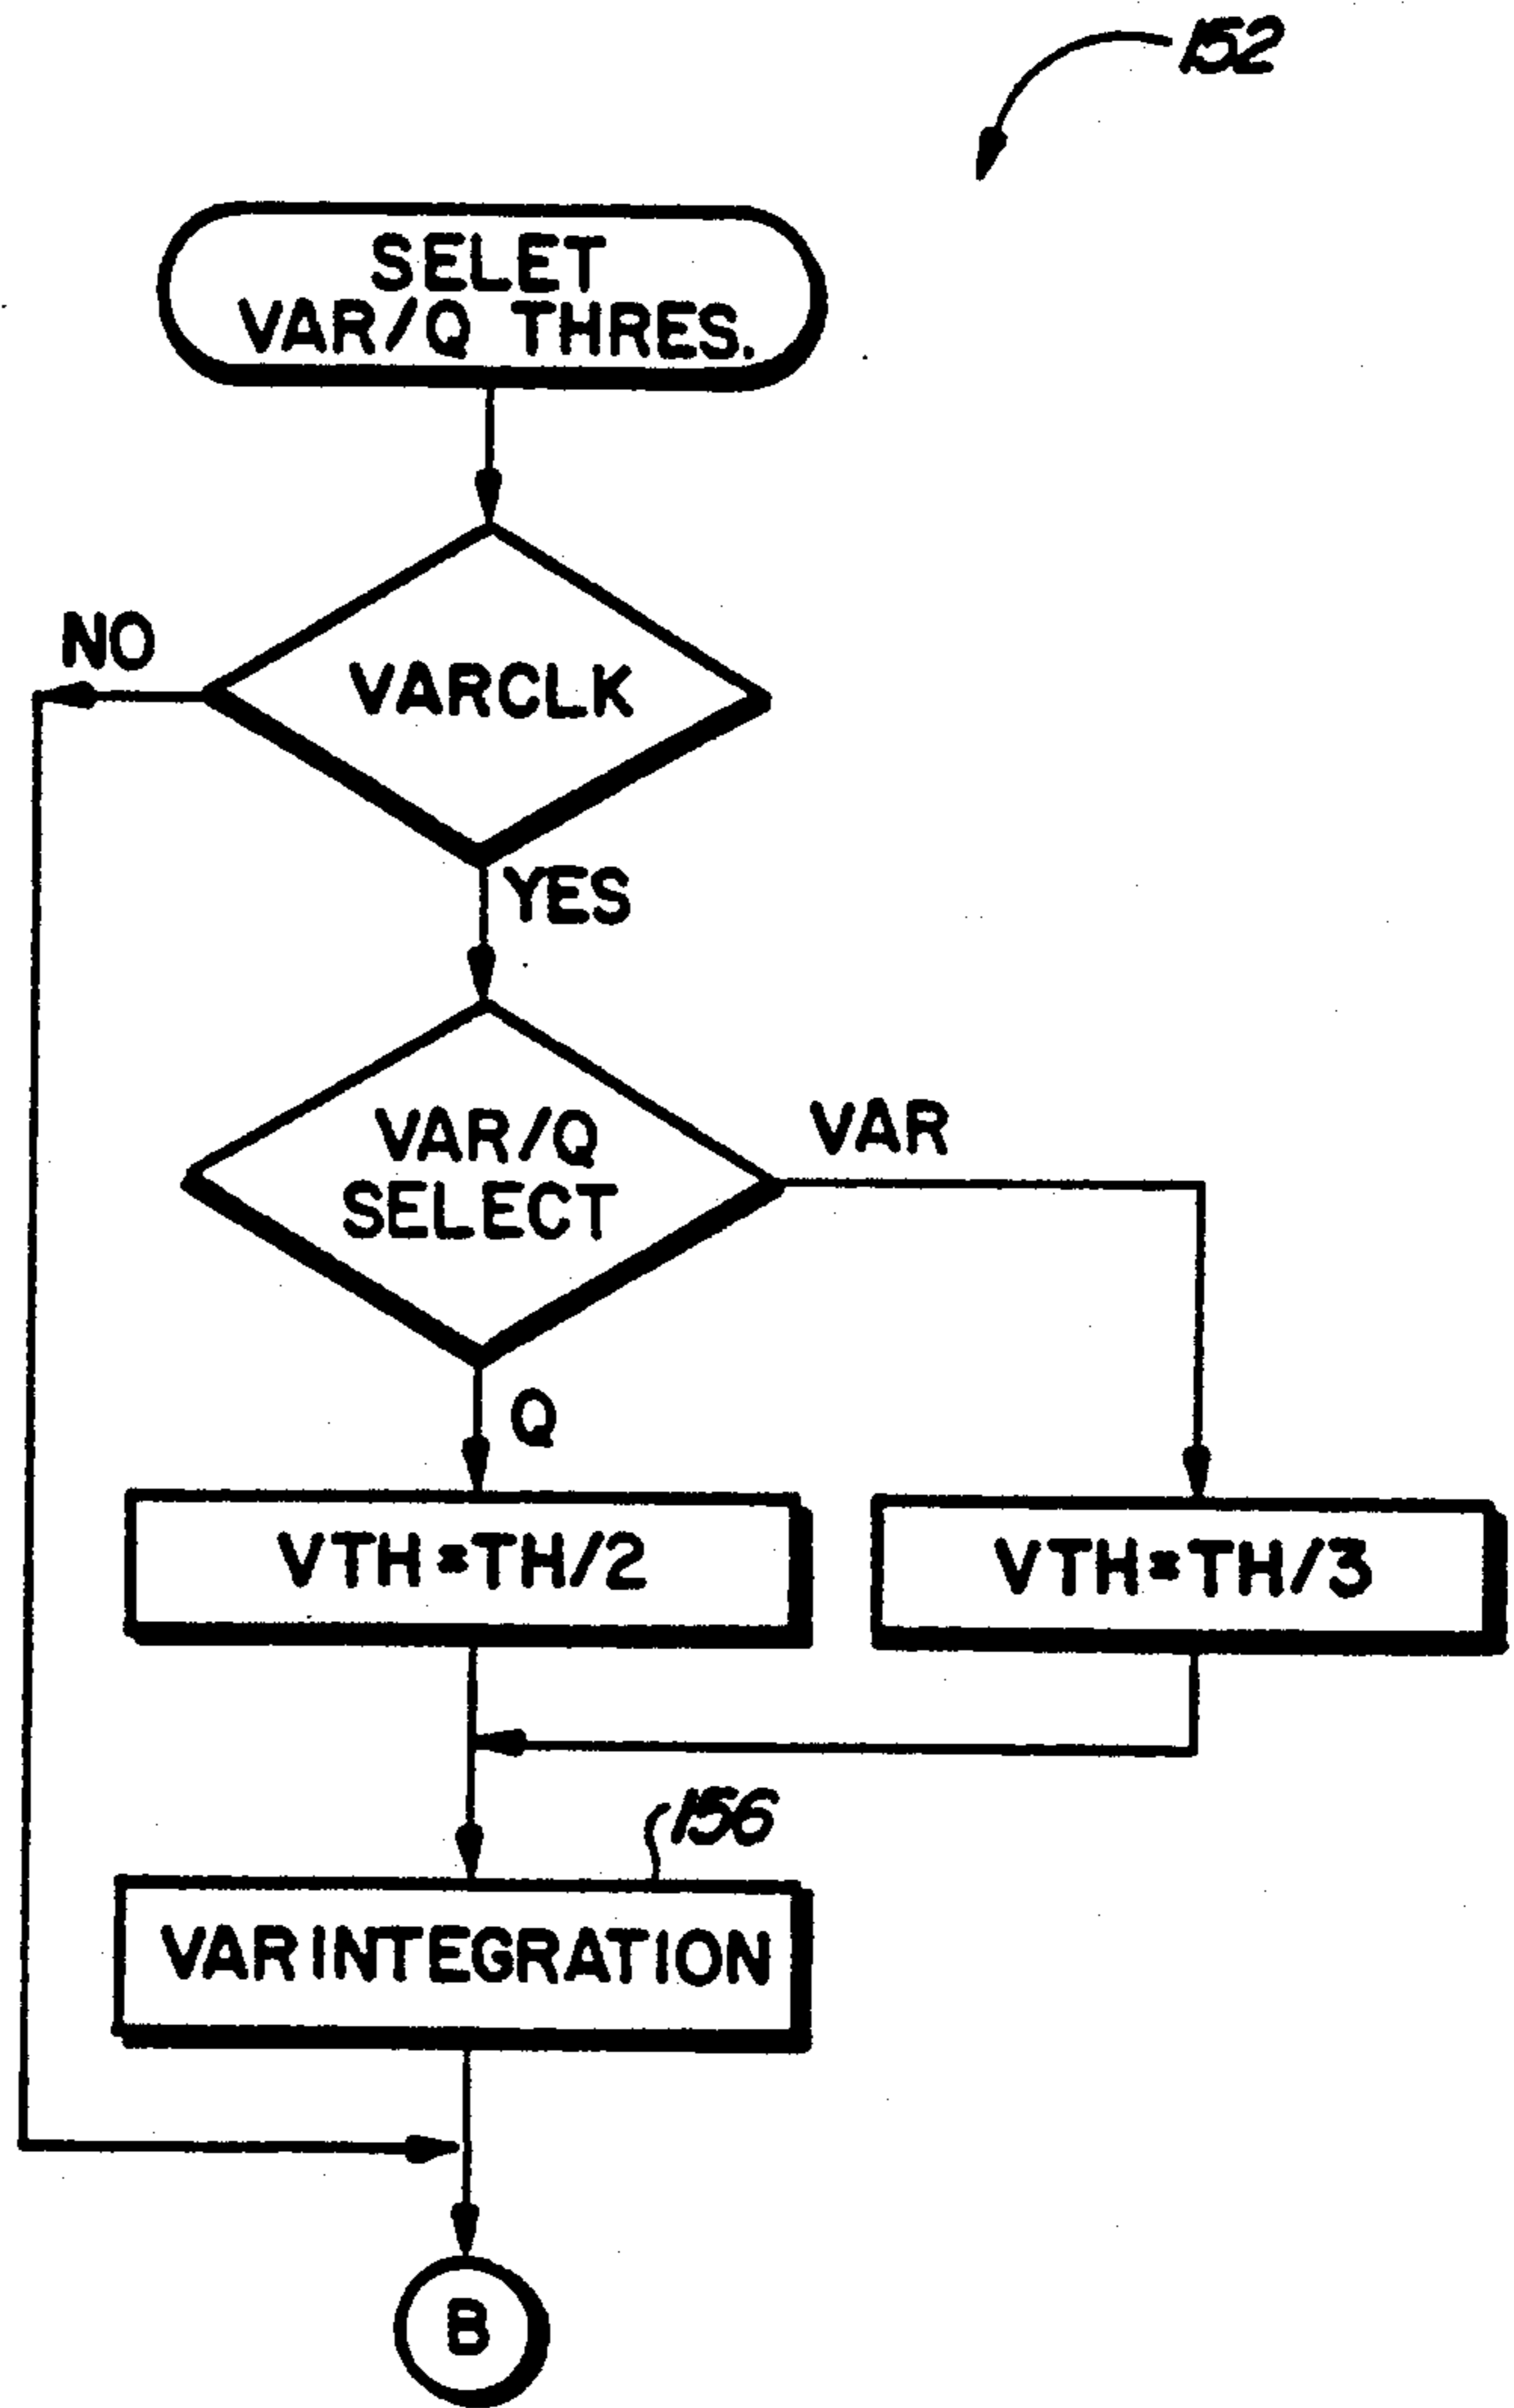 152
SELET
VAR/Q THRES.
NO
VARCLK
YES
VAR/Q
SELECT
VAR
Q
VTH=TH/2
VTH=TH/3
156
VAR INTEGRATION
B